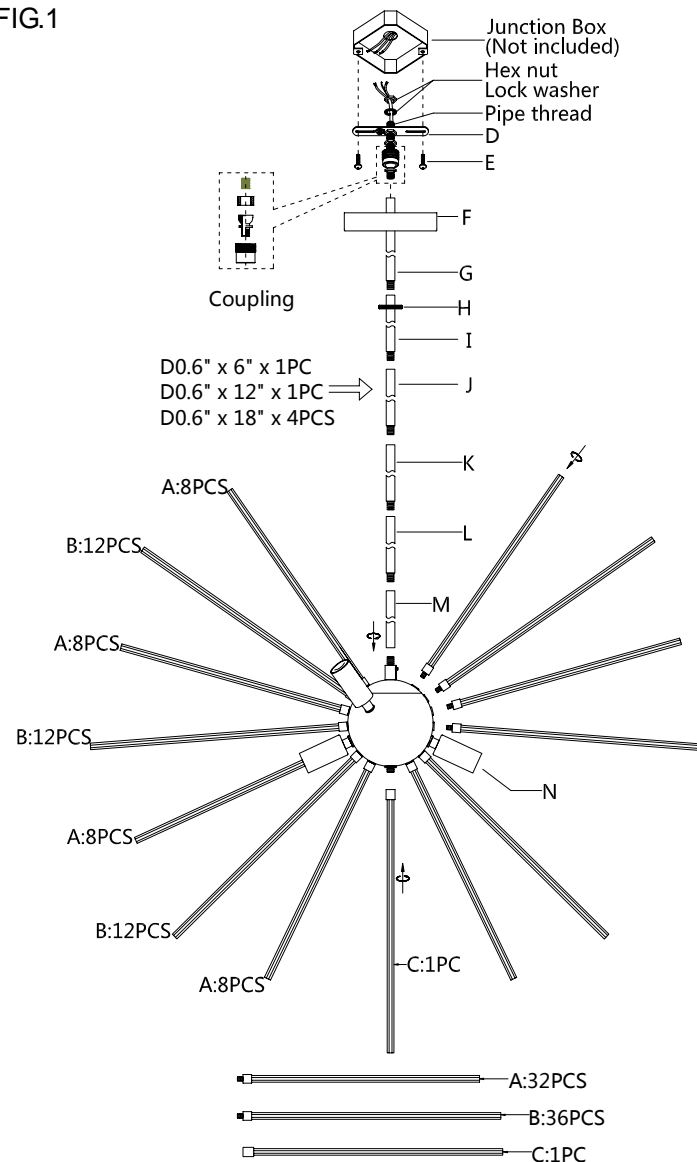 FIG.1
Junction Box
(Not included)
Hex nut
Lock washer
Pipe thread
D
E
F
G
Coupling
H
I
D0.6" x 6" x 1PC
D0.6" x 12" x 1PC
D0.6" x 18" x 4PCS
J
K
A:8PCS
L
B:12PCS
M
A:8PCS
B:12PCS
N
A:8PCS
B:12PCS
C:1PC
A:8PCS
A:32PCS
B:36PCS
C:1PC